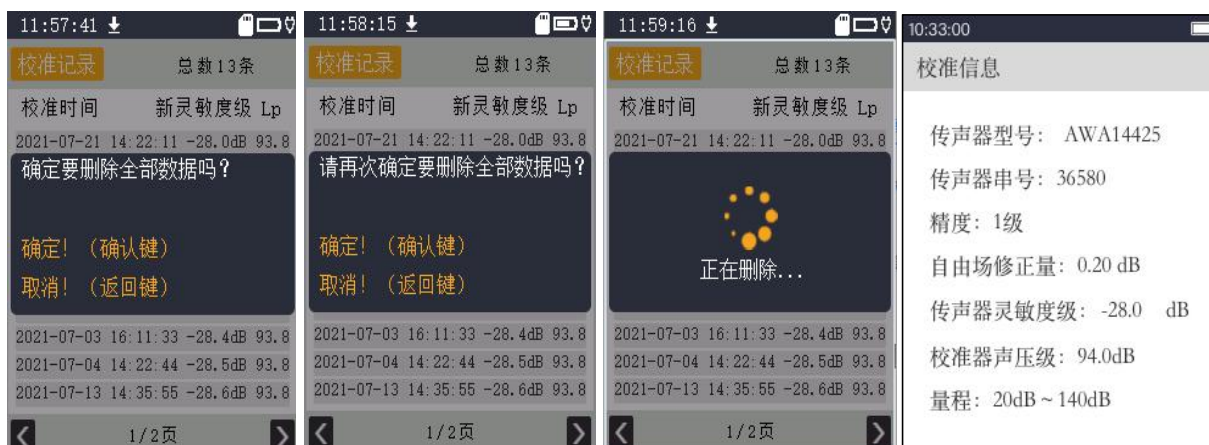 11:57:41
校准记录 总数13条
校准时间 新灵敏度级 Lp
2021-07-21 14:22:11 -28.0dB 93.8
确定要删除全部数据吗?
确定! (确认键)
取消! (返回键)
2021-07-03 16:11:33 -28.4dB 93.8
2021-07-04 14:22:44 -28.5dB 93.8
2021-07-13 14:35:55 -28.6dB 93.8
1/2页
11:58:15
校准记录 总数13条
校准时间 新灵敏度级 Lp
2021-07-21 14:22:11 -28.0dB 93.8
请再次确定要删除全部数据吗?
确定! (确认键)
取消! (返回键)
2021-07-03 16:11:33 -28.4dB 93.8
2021-07-04 14:22:44 -28.5dB 93.8
2021-07-13 14:35:55 -28.6dB 93.8
1/2页
11:59:16
校准记录 总数13条
校准时间 新灵敏度级 Lp
2021-07-21 14:22:11 -28.0dB 93.8
正在删除...
2021-07-03 16:11:33 -28.4dB 93.8
2021-07-04 14:22:44 -28.5dB 93.8
2021-07-13 14:35:55 -28.6dB 93.8
1/2页
10:33:00
校准信息
传声器型号: AWA14425
传声器串号: 36580
精度: 1级
自由场修正量: 0.20 dB
传声器灵敏度级: -28.0 dB
校准器声压级: 94.0dB
量程: 20dB~140dB